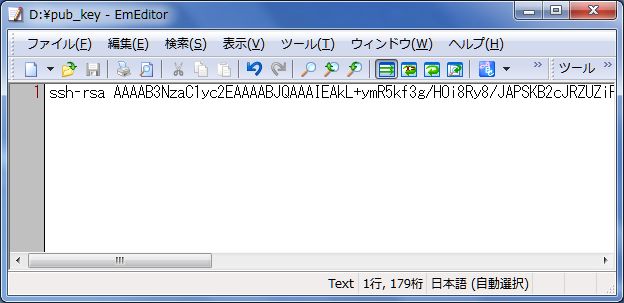 D:¥pub_key - EmEditor
ファイル(F) 編集(E) 検索(S) 表示(V) ツール(T) ウィンドウ(W) ヘルプ(H)
ツール
1 ssh-rsa AAAAB3NzaC1yc2EAAAABJQAAAIEAkL+ymR5kf3g/HOi8Ry8/JAPSKB2cJRZUZiF
Text 1行, 179桁 日本語 (自動選択)